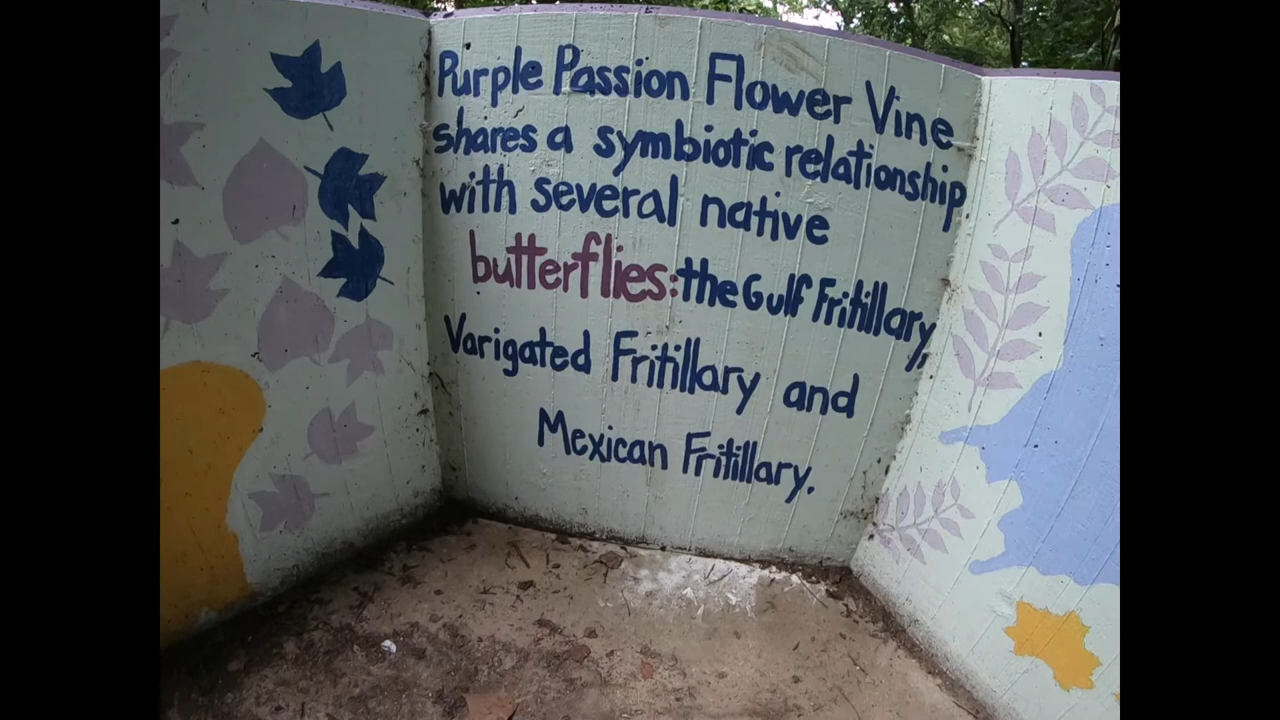 Purple Passion Flower Vine
shares a symbiotic relationship
with several native
butterflies: the Gulf Fritillary,
Varigated Fritillary and
Mexican Fritillary.